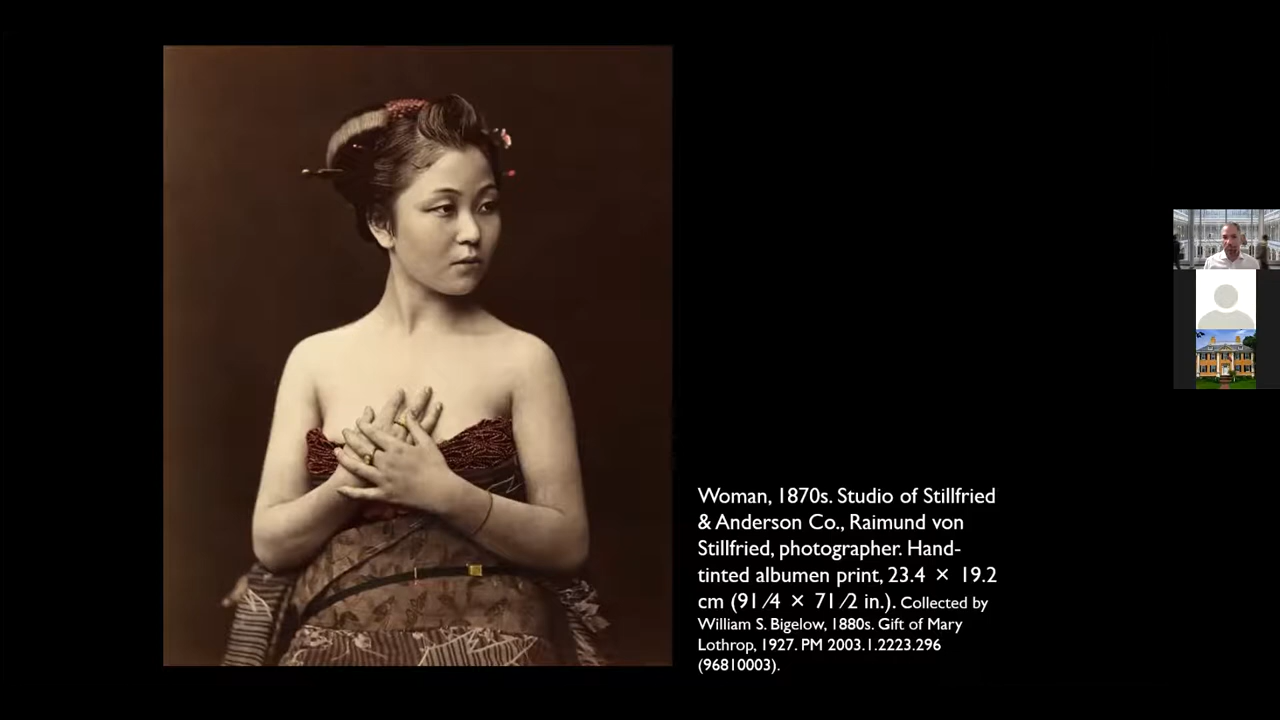 Woman, 1870s. Studio of Stillfried
& Anderson Co., Raimund von
Stillfried, photographer. Hand-
tinted albumen print, 23.4 × 19.2
cm (91⁄4 × 71⁄2 in.). Collected by
William S. Bigelow, 1880s. Gift of Mary
Lothrop, 1927. PM 2003.1.2223.296
(96810003).